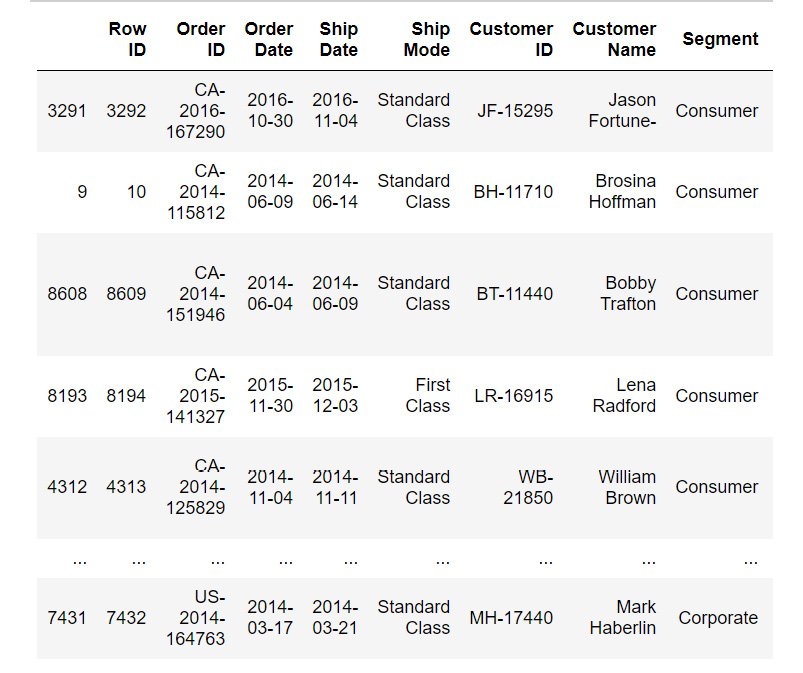 Row ID Order ID Order Date Ship Date Ship Mode Customer ID Customer Name Segment
3291 3292 CA-2016-167290 2016-10-30 2016-11-04 Standard Class JF-15295 Jason Fortune- Consumer
9 10 CA-2014-115812 2014-06-09 2014-06-14 Standard Class BH-11710 Brosina Hoffman Consumer
8608 8609 CA-2014-151946 2014-06-04 2014-06-09 Standard Class BT-11440 Bobby Trafton Consumer
8193 8194 CA-2015-141327 2015-11-30 2015-12-03 First Class LR-16915 Lena Radford Consumer
4312 4313 CA-2014-125829 2014-11-04 2014-11-11 Standard Class WB-21850 William Brown Consumer
... ... ... ... ... ... ... ... ...
7431 7432 US-2014-164763 2014-03-17 2014-03-21 Standard Class MH-17440 Mark Haberlin Corporate